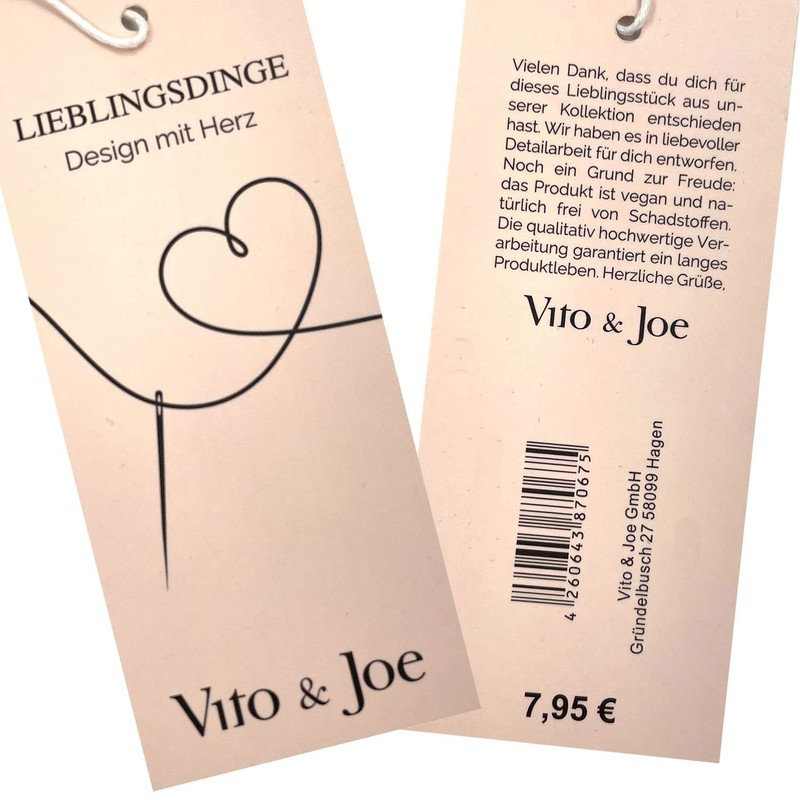 LIEBLINGSDINGE
Design mit Herz
Vito & Joe
Vielen Dank, dass du dich für
dieses Lieblingsstück aus un-
serer Kollektion entschieden
hast. Wir haben es in liebevoller
Detailarbeit für dich entworfen.
Noch ein Grund zur Freude:
das Produkt ist vegan und na-
türlich frei von Schadstoffen.
Die qualitativ hochwertige Ver-
arbeitung garantiert ein langes
Produktleben. Herzliche Grüße,
Vito & Joe
4 260643 870675
Vito & Joe GmbH
Gründelbusch 27 58099 Hagen
7,95 €